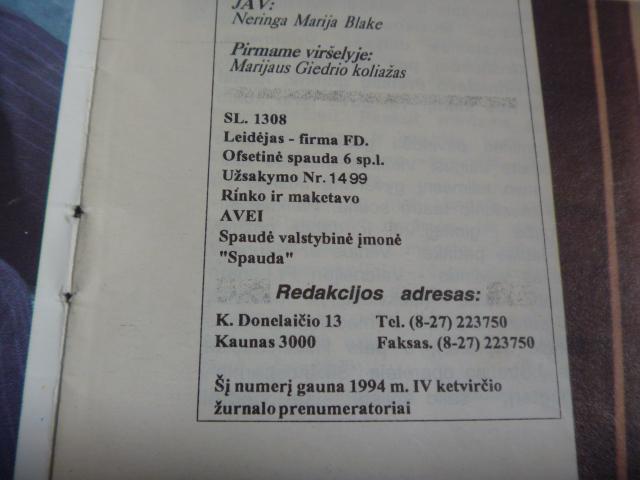 JAV:
Neringa Marija Blake
Pirmame viršelyje:
Marijaus Giedrio koliažas
SL. 1308
Leidėjas - firma FD.
Ofsetinė spauda 6 sp.l.
Užsakymo Nr. 1499
Rinko ir maketavo
AVEI
Spaudė valstybinė įmonė
"Spauda"
Redakcijos adresas:
K. Donelaičio 13 Tel. (8-27) 223750
Kaunas 3000 Faksas. (8-27) 223750
Šį numerį gauna 1994 m. IV ketvirčio
žurnalo prenumeratoriai